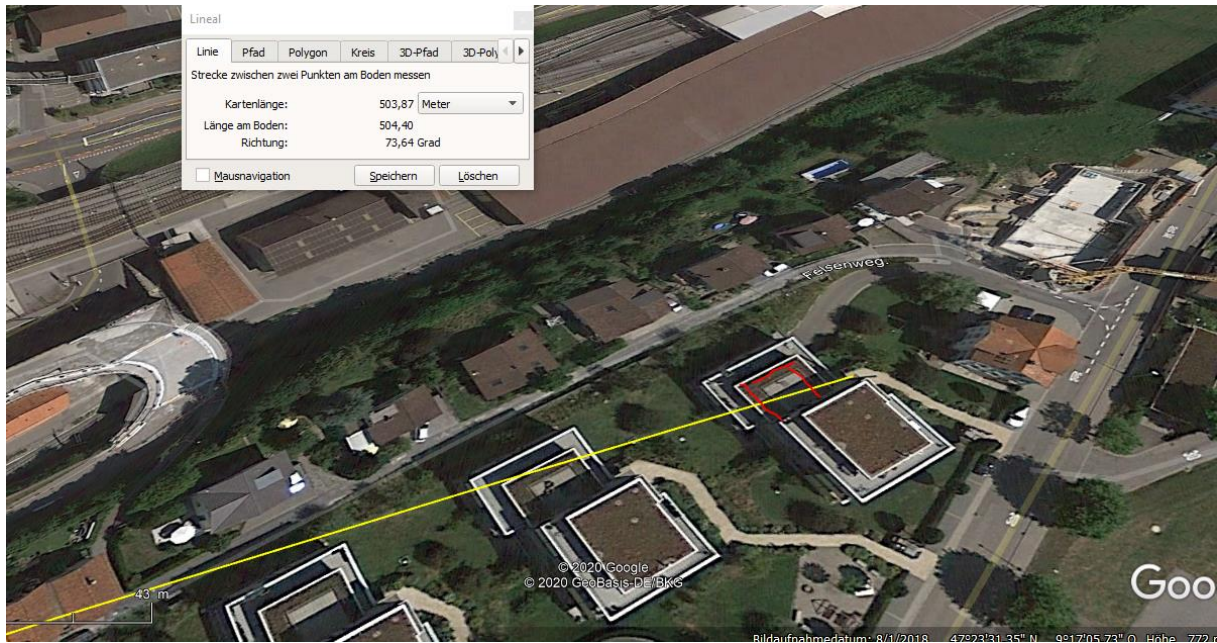 Lineal
Linie Pfad Polygon Kreis 3D-Pfad 3D-Poly
Strecke zwischen zwei Punkten am Boden messen
Kartenlänge: 503,87 Meter
Länge am Boden: 504,40
Richtung: 73,64 Grad
Mausnavigation Speichern Löschen
Felsenweg.
© 2020 Google
© 2020 GeoBasis-DE/BKG
Goo
43 m
Bildaufnahmedatum: 8/1/2018 47°23'31.35" N 9°17'05.73" O Höhe 772